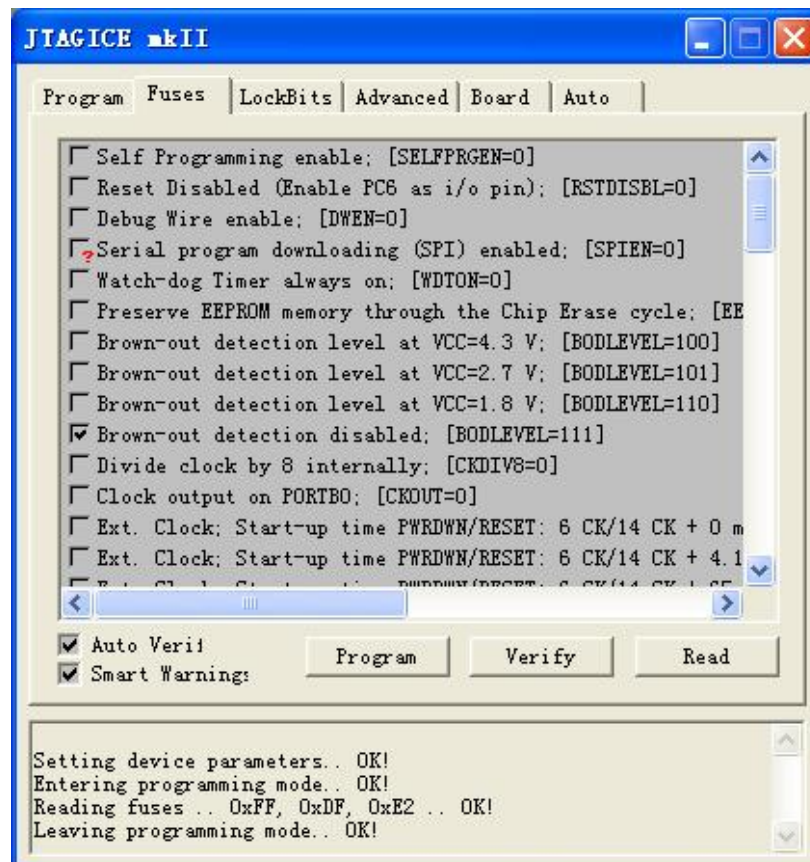 JTAGICE mkII
Program Fuses LockBits Advanced Board Auto
Self Programming enable; [SELFPRGEN=0]
Reset Disabled (Enable PC6 as i/o pin); [RSTDISBL=0]
Debug Wire enable; [DWEN=0]
?Serial program downloading (SPI) enabled; [SPIEN=0]
Watch-dog Timer always on; [WDTON=0]
Preserve EEPROM memory through the Chip Erase cycle; [EE
Brown-out detection level at VCC=4.3 V; [BODLEVEL=100]
Brown-out detection level at VCC=2.7 V; [BODLEVEL=101]
Brown-out detection level at VCC=1.8 V; [BODLEVEL=110]
Brown-out detection disabled; [BODLEVEL=111]
Divide clock by 8 internally; [CKDIV8=0]
Clock output on PORTB0; [CKOUT=0]
Ext. Clock; Start-up time PWRDWN/RESET: 6 CK/14 CK + 0 m
Ext. Clock; Start-up time PWRDWN/RESET: 6 CK/14 CK + 4.1
Auto Verif
Smart Warnings
Program Verify Read
Setting device parameters.. OK!
Entering programming mode.. OK!
Reading fuses .. 0xFF, 0xDF, 0xE2 .. OK!
Leaving programming mode.. OK!